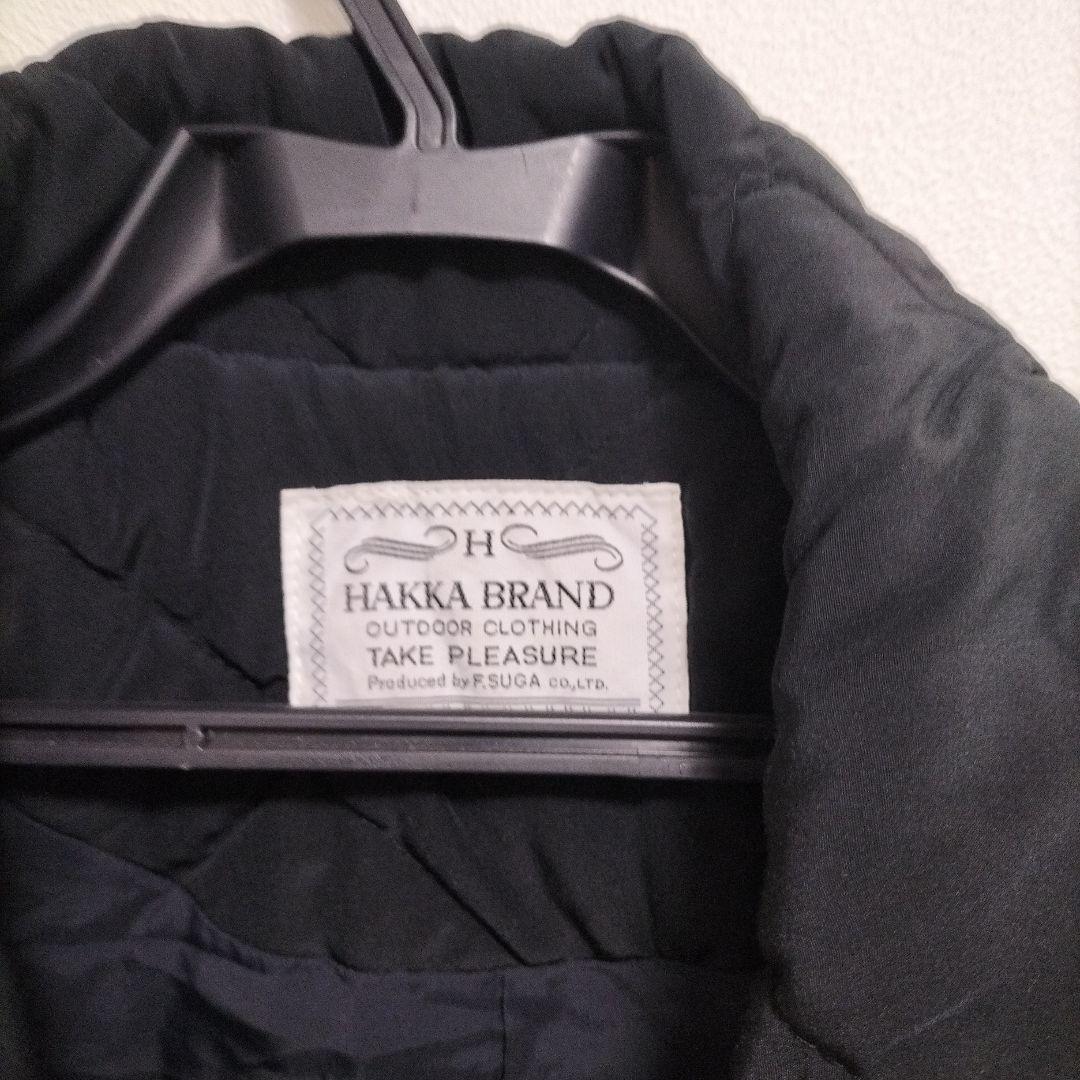 H
HAKKA BRAND
OUTDOOR CLOTHING
TAKE PLEASURE
Produced by F.SUGA CO.,LTD.